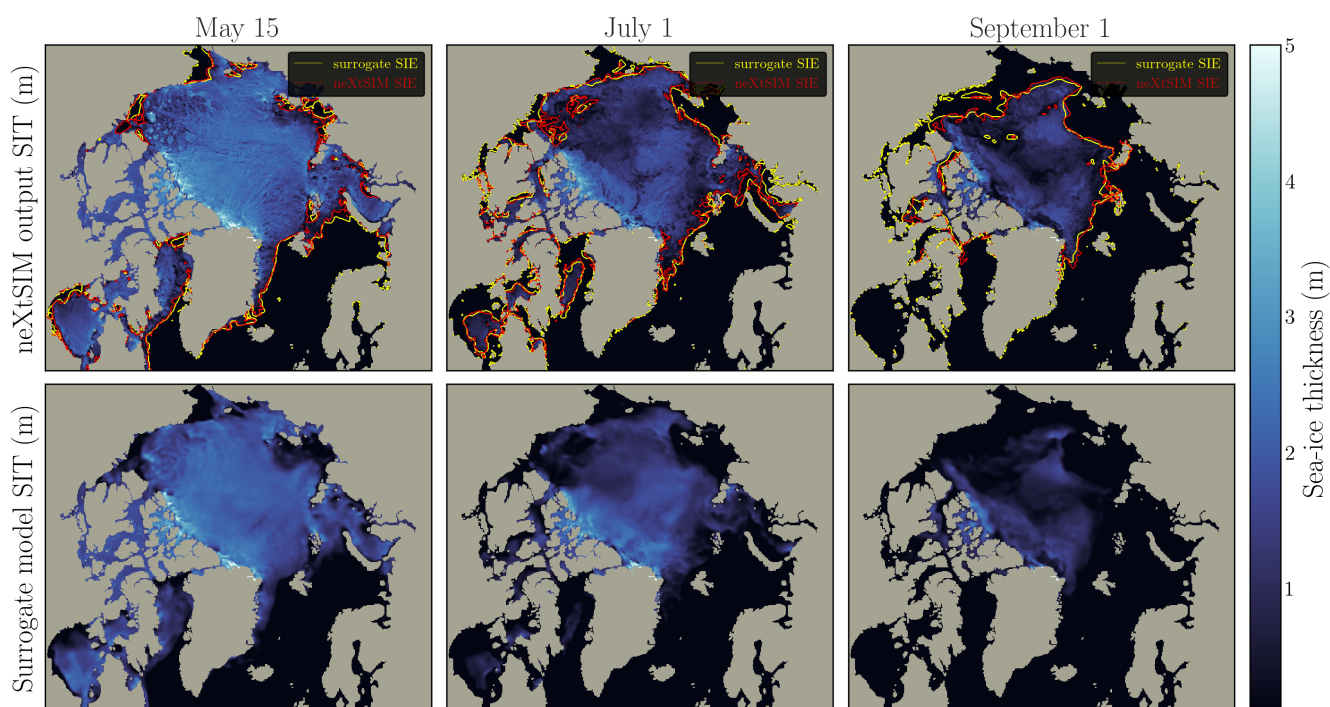 May 15
July 1
September 1
neXtSIM output SIT (m)
surrogate SIE
neXtSIM SIE
surrogate SIE
neXtSIM SIE
surrogate SIE
neXtSIM SIE
Surrogate model SIT (m)
5
4
3
2
1
Sea-ice thickness (m)